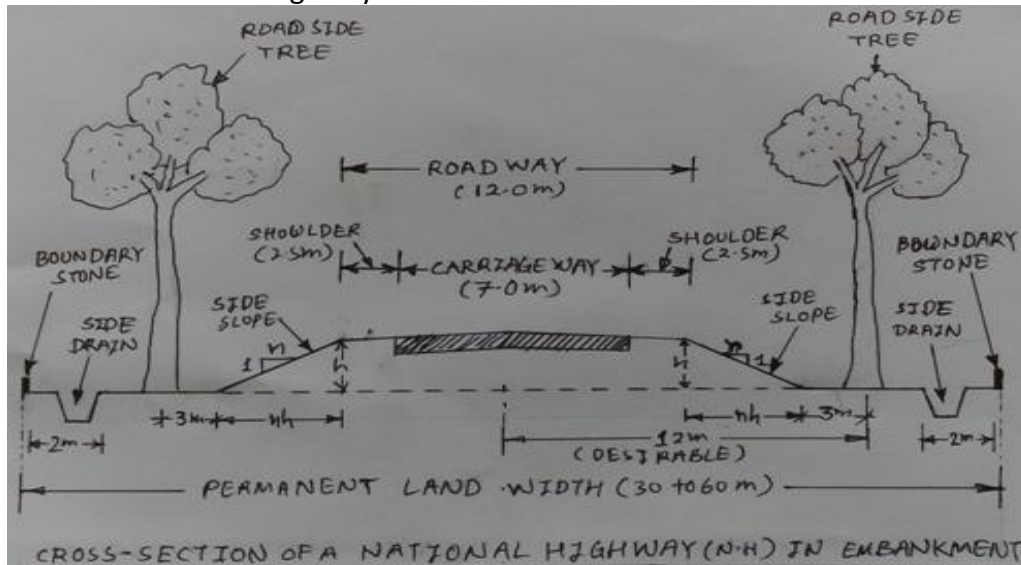 ROAD SIDE
TREE
ROAD SIDE
TREE
ROAD WAY
(12.0m)
BOUNDARY
STONE
SHOULDER
(2.5m)
CARRIAGE WAY
(7.0m)
SHOULDER
(2.5m)
BOUNDARY
STONE
SIDE
DRAIN
SIDE
SLOPE
SIDE
SLOPE
SIDE
DRAIN
1
n
h
h
n
1
2m
3m
nh
nh
3m
2m
12m
(DESIRABLE)
PERMANENT LAND WIDTH (30 to 60 m)
CROSS-SECTION OF A NATIONAL HIGHWAY (N.H) IN EMBANKMENT